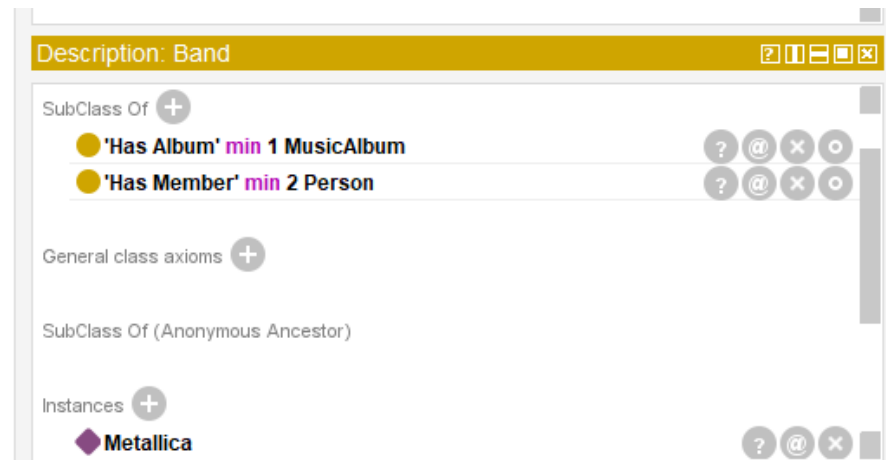 Description: Band
SubClass Of
'Has Album' min 1 MusicAlbum
'Has Member' min 2 Person
General class axioms
SubClass Of (Anonymous Ancestor)
Instances
Metallica